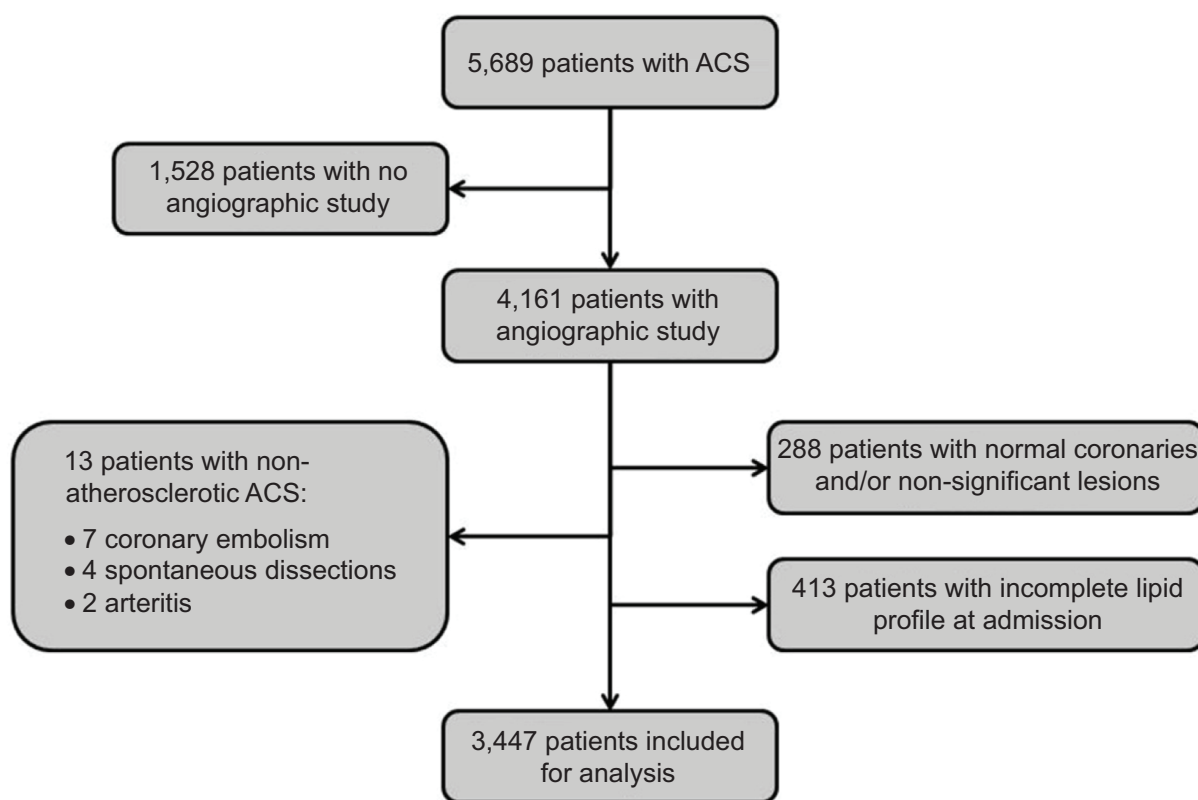 5,689 patients with ACS
1,528 patients with no
angiographic study
4,161 patients with
angiographic study
13 patients with non-
atherosclerotic ACS:
• 7 coronary embolism
• 4 spontaneous dissections
• 2 arteritis
288 patients with normal coronaries
and/or non-significant lesions
413 patients with incomplete lipid
profile at admission
3,447 patients included
for analysis